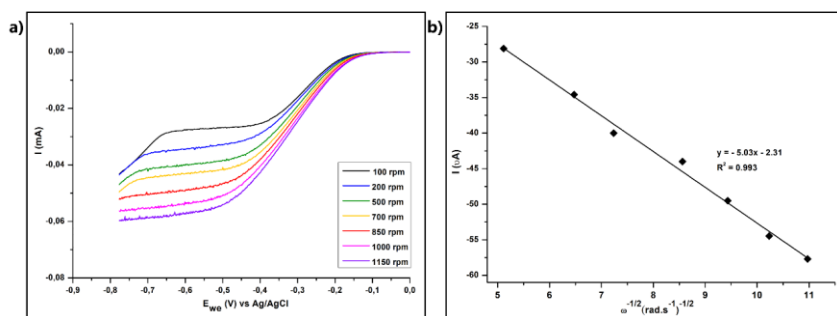 a)
0,00
-0,02
-0,04
-0,06
-0,08
I (mA)
100 rpm
200 rpm
500 rpm
700 rpm
850 rpm
1000 rpm
1150 rpm
-0,9 -0,8 -0,7 -0,6 -0,5 -0,4 -0,3 -0,2 -0,1 0,0
E_we (V) vs Ag/AgCl
b)
-25
-30
-35
-40
-45
-50
-55
-60
I (uA)
y = - 5.03x - 2.31
R² = 0.993
5 6 7 8 9 10 11
ω^-1/2(rad.s^-1)^-1/2